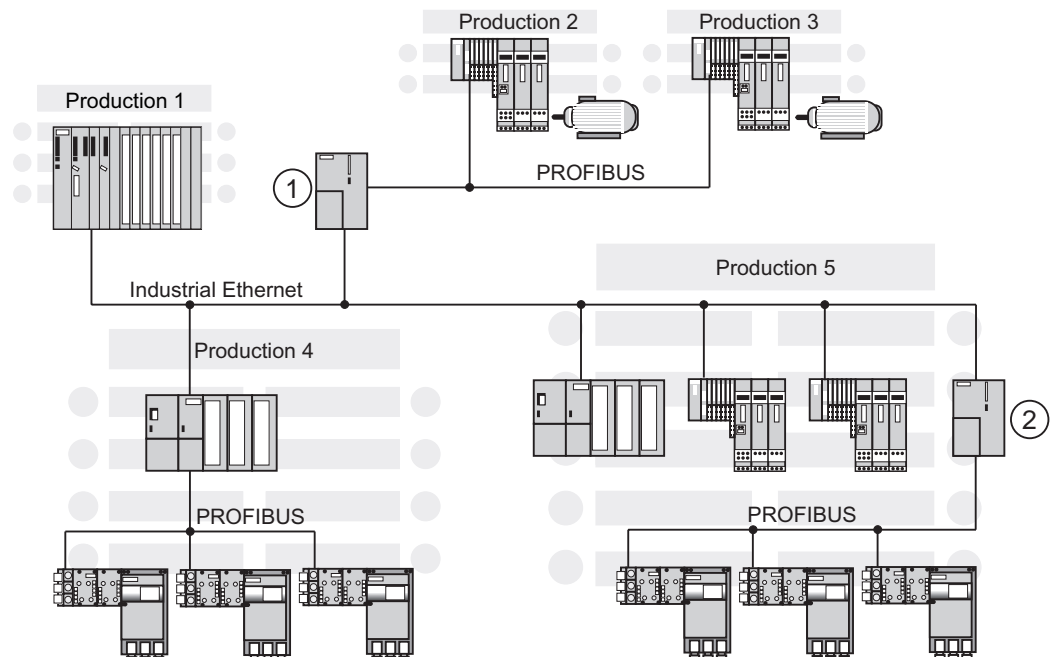 Production 2
Production 3
Production 1
1
PROFIBUS
Production 5
Industrial Ethernet
Production 4
2
PROFIBUS
PROFIBUS